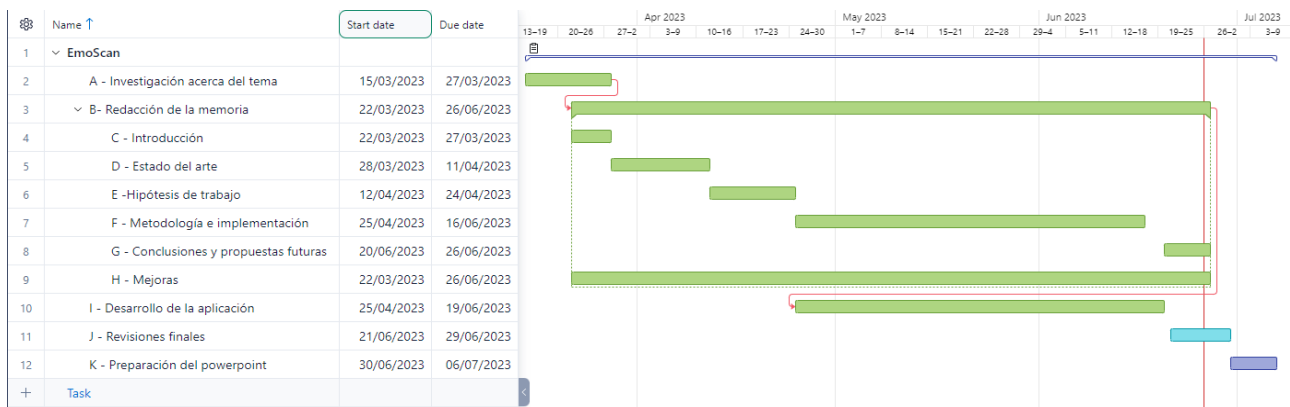 Name ↑ Start date Due date
Apr 2023 May 2023 Jun 2023 Jul 2023
13–19 20–26 27–2 3–9 10–16 17–23 24–30 1–7 8–14 15–21 22–28 29–4 5–11 12–18 19–25 26–2 3–9
1 EmoScan
2 A - Investigación acerca del tema 15/03/2023 27/03/2023
3 B- Redacción de la memoria 22/03/2023 26/06/2023
4 C - Introducción 22/03/2023 27/03/2023
5 D - Estado del arte 28/03/2023 11/04/2023
6 E -Hipótesis de trabajo 12/04/2023 24/04/2023
7 F - Metodología e implementación 25/04/2023 16/06/2023
8 G - Conclusiones y propuestas futuras 20/06/2023 26/06/2023
9 H - Mejoras 22/03/2023 26/06/2023
10 I - Desarrollo de la aplicación 25/04/2023 19/06/2023
11 J - Revisiones finales 21/06/2023 29/06/2023
12 K - Preparación del powerpoint 30/06/2023 06/07/2023
+ Task